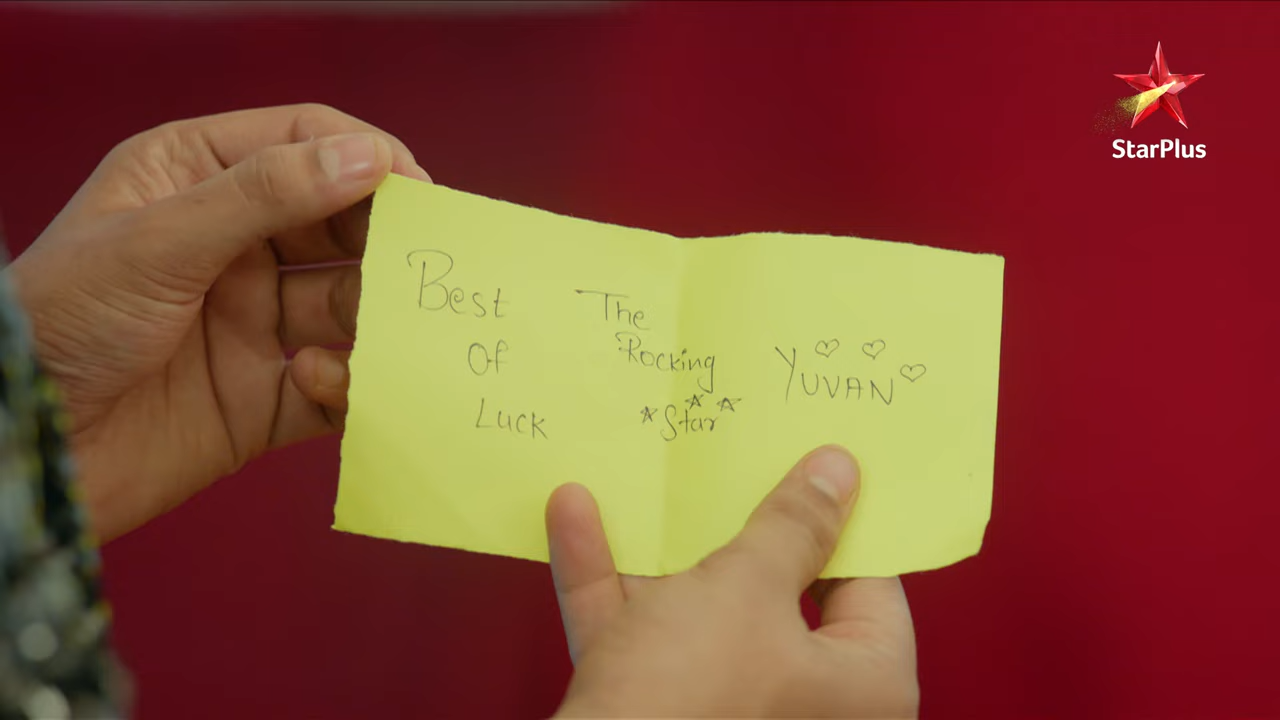 Best
Of
Luck
The
Rocking
Star
YUVAN
StarPlus